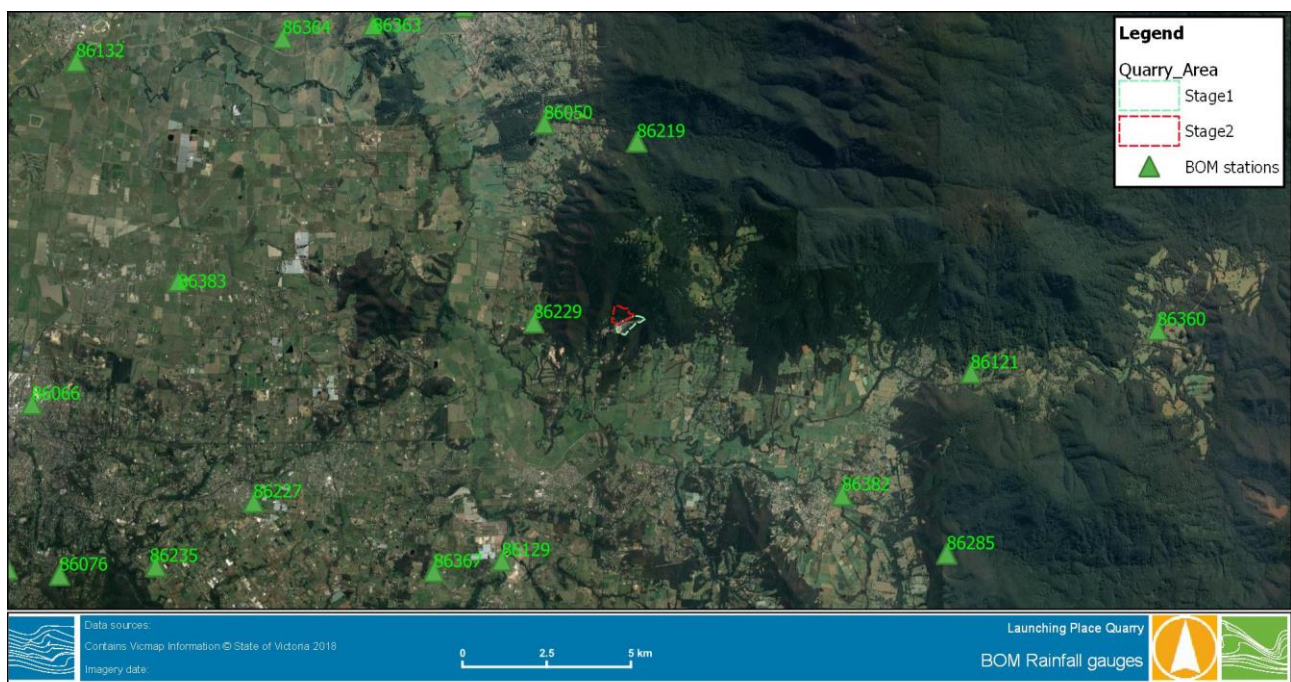 86132
86364
86363
86050
86219
86383
86229
86360
86121
86066
86227
86382
86076
86235
86367
86129
86285
Legend
Quarry_Area
Stage1
Stage2
BOM stations
Data sources:
Contains Vicmap Information © State of Victoria 2018
Imagery date:
0 2.5 5 km
Launching Place Quarry
BOM Rainfall gauges